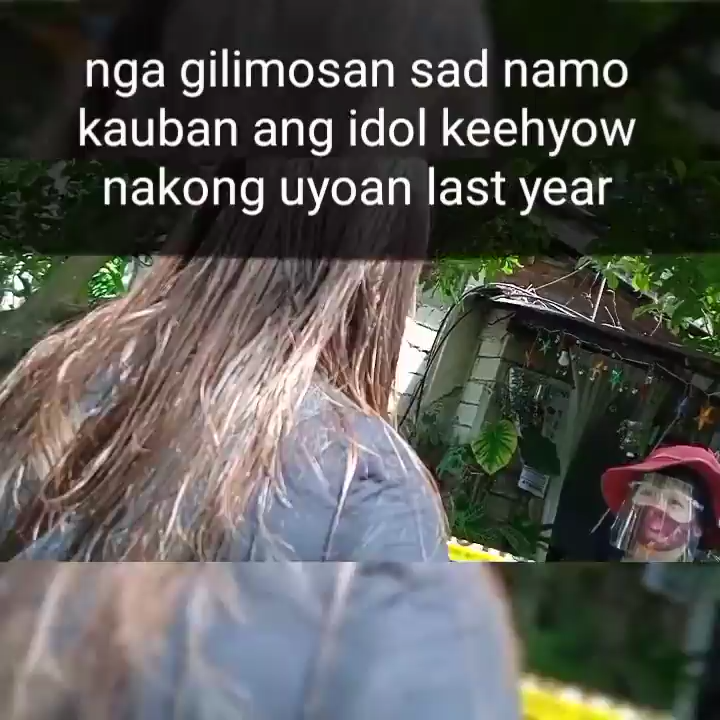 nga gilimosan sad namo
kauban ang idol keehyow
nakong uyoan last year